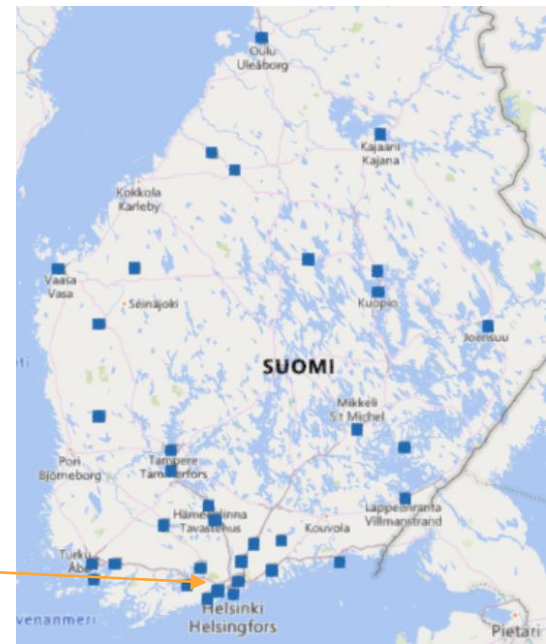 Oulu
Uleåborg
Kajaani
Kajana
Kokkola
Karleby
Vaasa
Vasa
Seinäjoki
Kuopio
Joensuu
SUOMI
Mikkeli
S:t Michel
Pori
Björneborg
Tampere
Tammerfors
Hämeenlinna
Tavastehus
Kouvola
Lappeenranta
Villmanstrand
Turku
Åbo
Helsinki
Helsingfors
venanmeri
Pietari